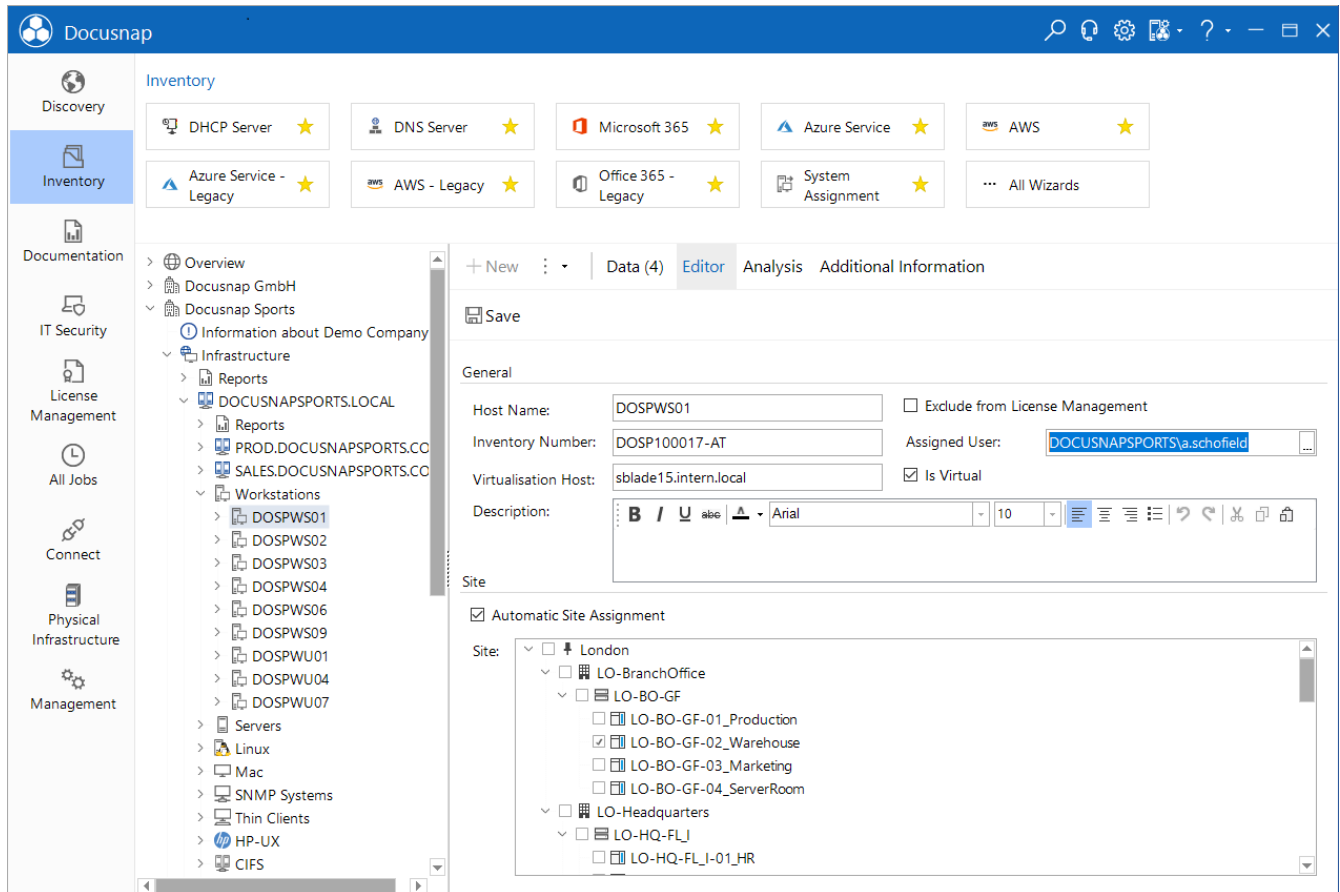 Docusnap
Discovery
Inventory
Documentation
IT Security
License
Management
All Jobs
Connect
Physical
Infrastructure
Management
Inventory
DHCP Server
DNS Server
Microsoft 365
Azure Service
aws AWS
Azure Service -
Legacy
aws AWS - Legacy
Office 365 -
Legacy
System
Assignment
··· All Wizards
Overview
Docusnap GmbH
Docusnap Sports
Information about Demo Company
Infrastructure
Reports
DOCUSNAPSPORTS.LOCAL
Reports
PROD.DOCUSNAPSPORTS.CO
SALES.DOCUSNAPSPORTS.CO
Workstations
DOSPWS01
DOSPWS02
DOSPWS03
DOSPWS04
DOSPWS06
DOSPWS09
DOSPWU01
DOSPWU04
DOSPWU07
Servers
Linux
Mac
SNMP Systems
Thin Clients
hp HP-UX
CIFS
+ New Data (4) Editor Analysis Additional Information
Save
General
Host Name: DOSPWS01 Exclude from License Management
Inventory Number: DOSP100017-AT Assigned User: DOCUSNAPSPORTS\a.schofield ...
Virtualisation Host: sblade15.intern.local Is Virtual
Description: B I U abc A Arial 10
Site
Automatic Site Assignment
Site: London
LO-BranchOffice
LO-BO-GF
LO-BO-GF-01_Production
LO-BO-GF-02_Warehouse
LO-BO-GF-03_Marketing
LO-BO-GF-04_ServerRoom
LO-Headquarters
LO-HQ-FL_I
LO-HQ-FL_I-01_HR